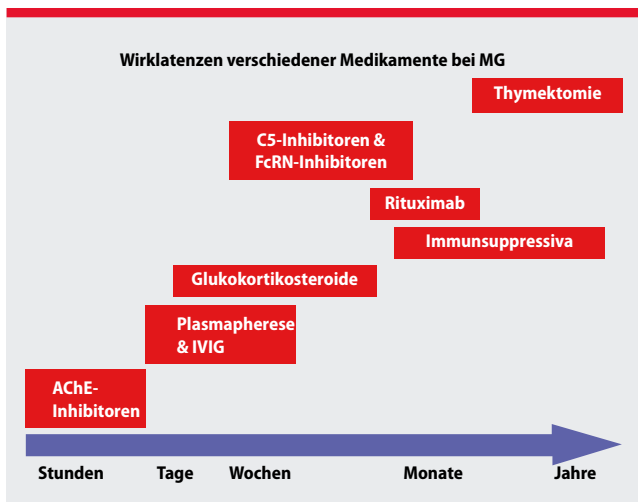 Wirklatenzen verschiedener Medikamente bei MG
Thymektomie
C5-Inhibitoren &
FcRN-Inhibitoren
Rituximab
Immunsuppressiva
Glukokortikosteroide
Plasmapherese
& IVIG
AChE-
Inhibitoren
Stunden Tage Wochen Monate Jahre